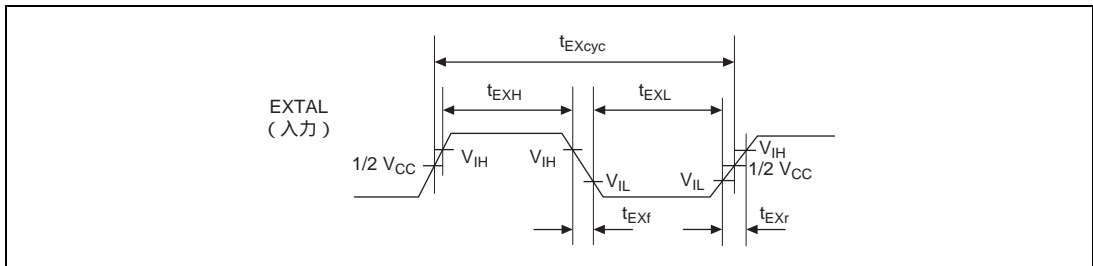 tEXcyc
tEXH
tEXL
EXTAL
（入力）
1/2 VCC
VIH
VIH
VIL
VIL
VIH
1/2 VCC
tEXf
tEXr